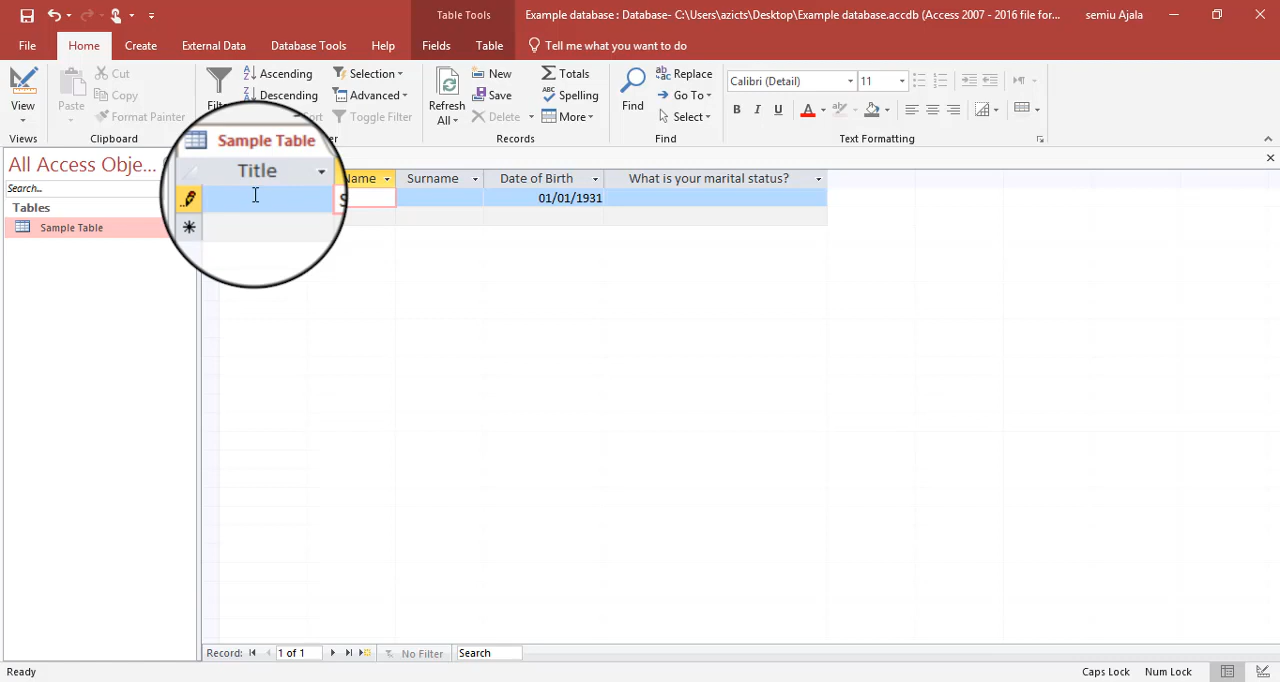 Table Tools
Example database : Database- C:\Users\azicts\Desktop\Example database.accdb (Access 2007 - 2016 file for...
semiu Ajala
File
Home
Create
External Data
Database Tools
Help
Fields
Table
Tell me what you want to do
View
Views
Paste
Cut
Copy
Format Painter
Clipboard
Ascending
Descending
Selection
Advanced
Toggle Filter
Refresh
All
New
Save
Delete
Totals
Spelling
More
Records
Find
Replace
Go To
Select
Find
Calibri (Detail)
11
Text Formatting
All Access Obje...
Search...
Tables
Sample Table
Sample Table
Title
Name
Surname
Date of Birth
What is your marital status?
S
01/01/1931
Record:
1 of 1
No Filter
Search
Ready
Caps Lock
Num Lock